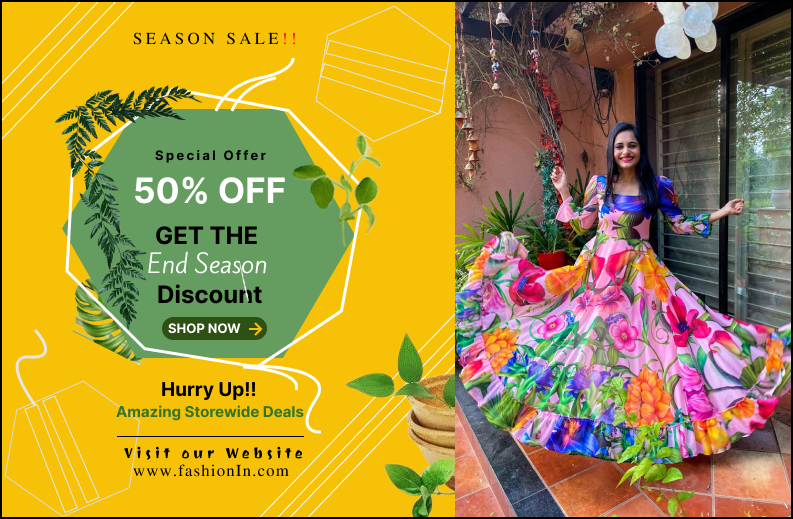 SEASON SALE!!
Special Offer
50% OFF
GET THE
End Season
Discount
SHOP NOW
Hurry Up!!
Amazing Storewide Deals
Visit our Website
www.fashionIn.com